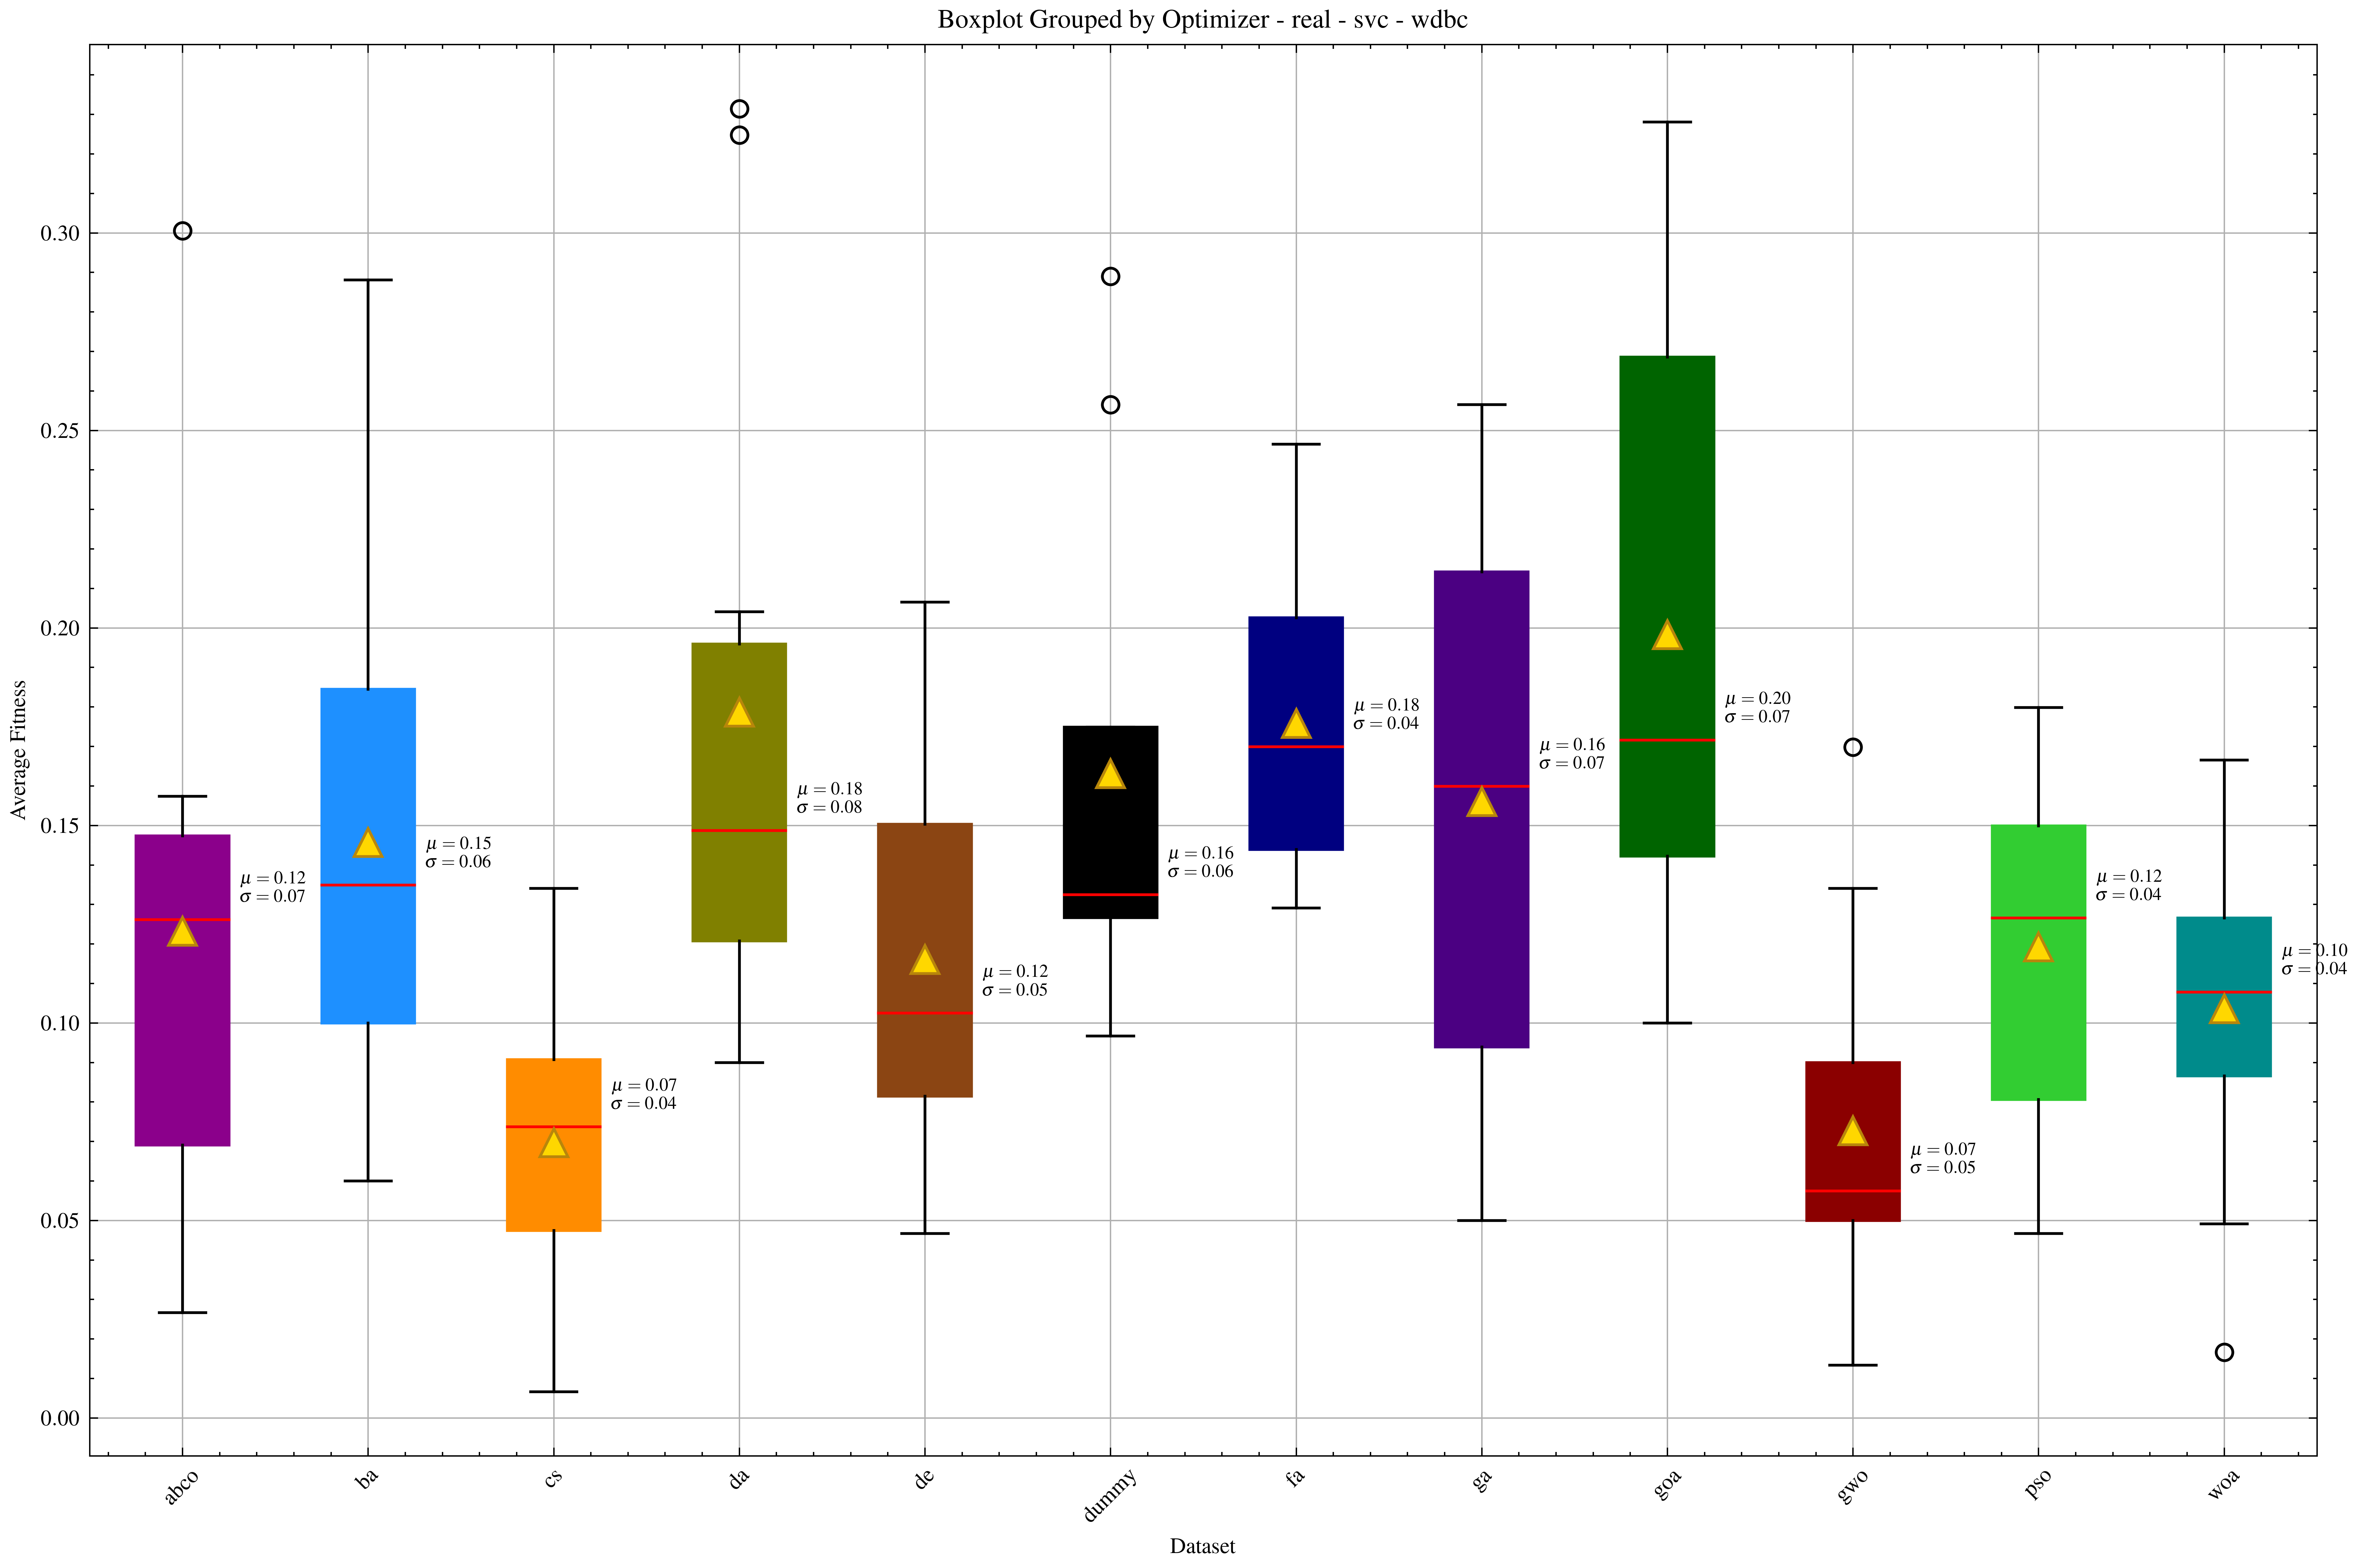 Boxplot Grouped by Optimizer - real - svc - wdbc
Average Fitness
0.30
0.25
0.20
0.15
0.10
0.05
0.00
μ = 0.12
σ = 0.07
μ = 0.15
σ = 0.06
μ = 0.07
σ = 0.04
μ = 0.18
σ = 0.08
μ = 0.12
σ = 0.05
μ = 0.16
σ = 0.06
μ = 0.18
σ = 0.04
μ = 0.16
σ = 0.07
μ = 0.20
σ = 0.07
μ = 0.07
σ = 0.05
μ = 0.12
σ = 0.04
μ = 0.10
σ = 0.04
abco
ba
cs
da
de
dummy
fa
ga
goa
gwo
pso
woa
Dataset